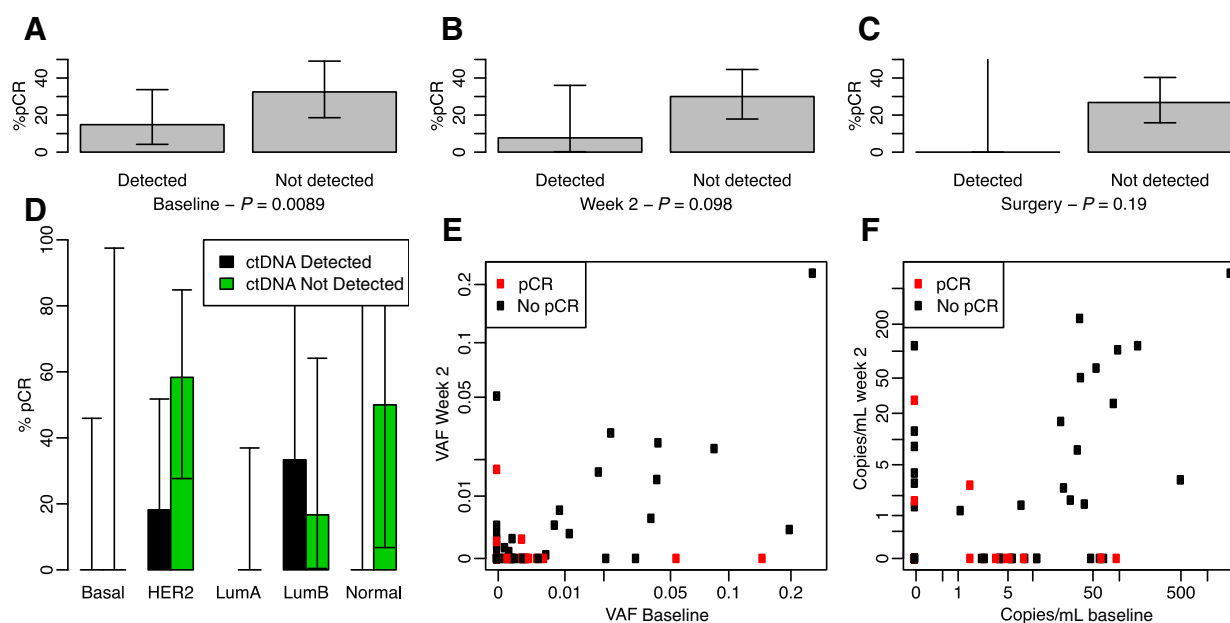 A
%pCR
0 20 40
Detected Not detected
Baseline – P = 0.0089
B
%pCR
0 20 40
Detected Not detected
Week 2 – P = 0.098
C
%pCR
0 20 40
Detected Not detected
Surgery – P = 0.19
D
% pCR
100
80
60
40
20
0
ctDNA Detected
ctDNA Not Detected
Basal HER2 LumA LumB Normal
E
VAF Week 2
0.2
0.1
0.05
0.01
0
pCR
No pCR
0 0.01 0.05 0.1 0.2
VAF Baseline
F
Copies/mL week 2
200
50
20
5
1
0
pCR
No pCR
0 1 5 50 500
Copies/mL baseline